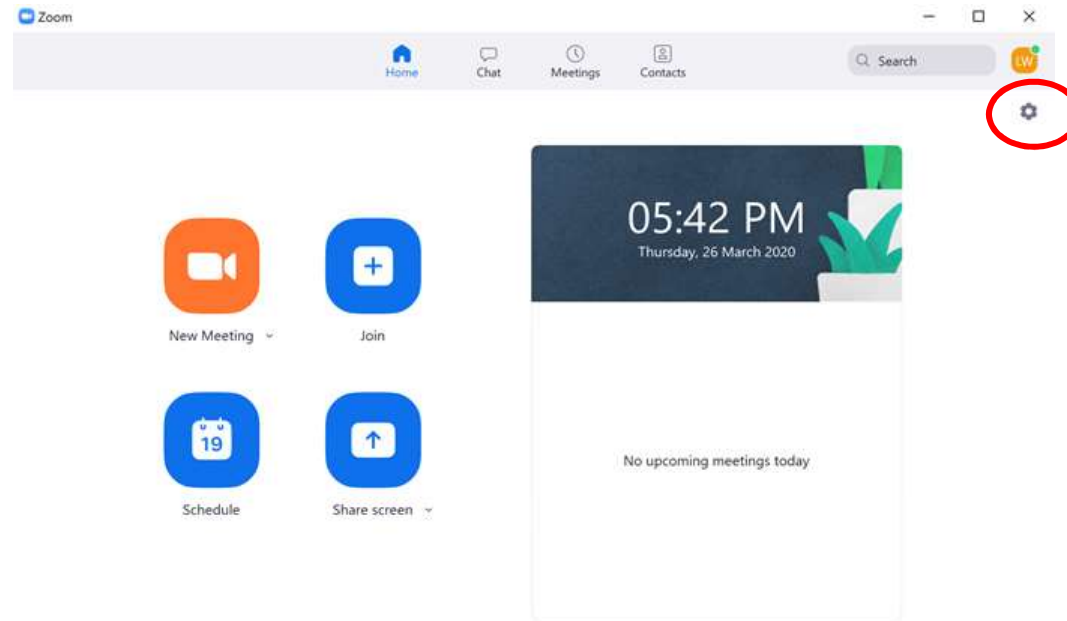 Zoom
Home
Chat
Meetings
Contacts
Search
LW
05:42 PM
Thursday, 26 March 2020
New Meeting
Join
19
Schedule
Share screen
No upcoming meetings today